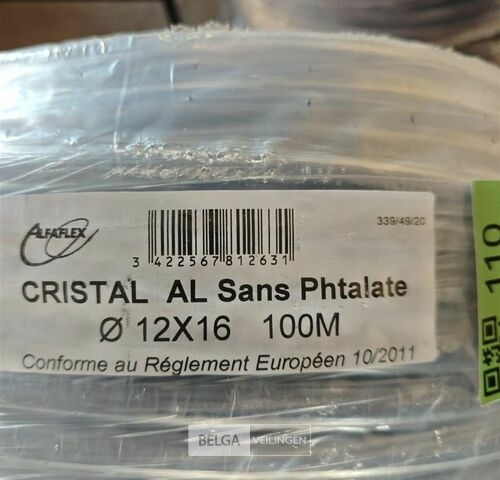 ALFAFLEX
339/49/20
3 422567 812631
CRISTAL AL Sans Phtalate
Ø 12X16 100M
Conforme au Réglement Européen 10/2011
110
BELGA VEILINGEN